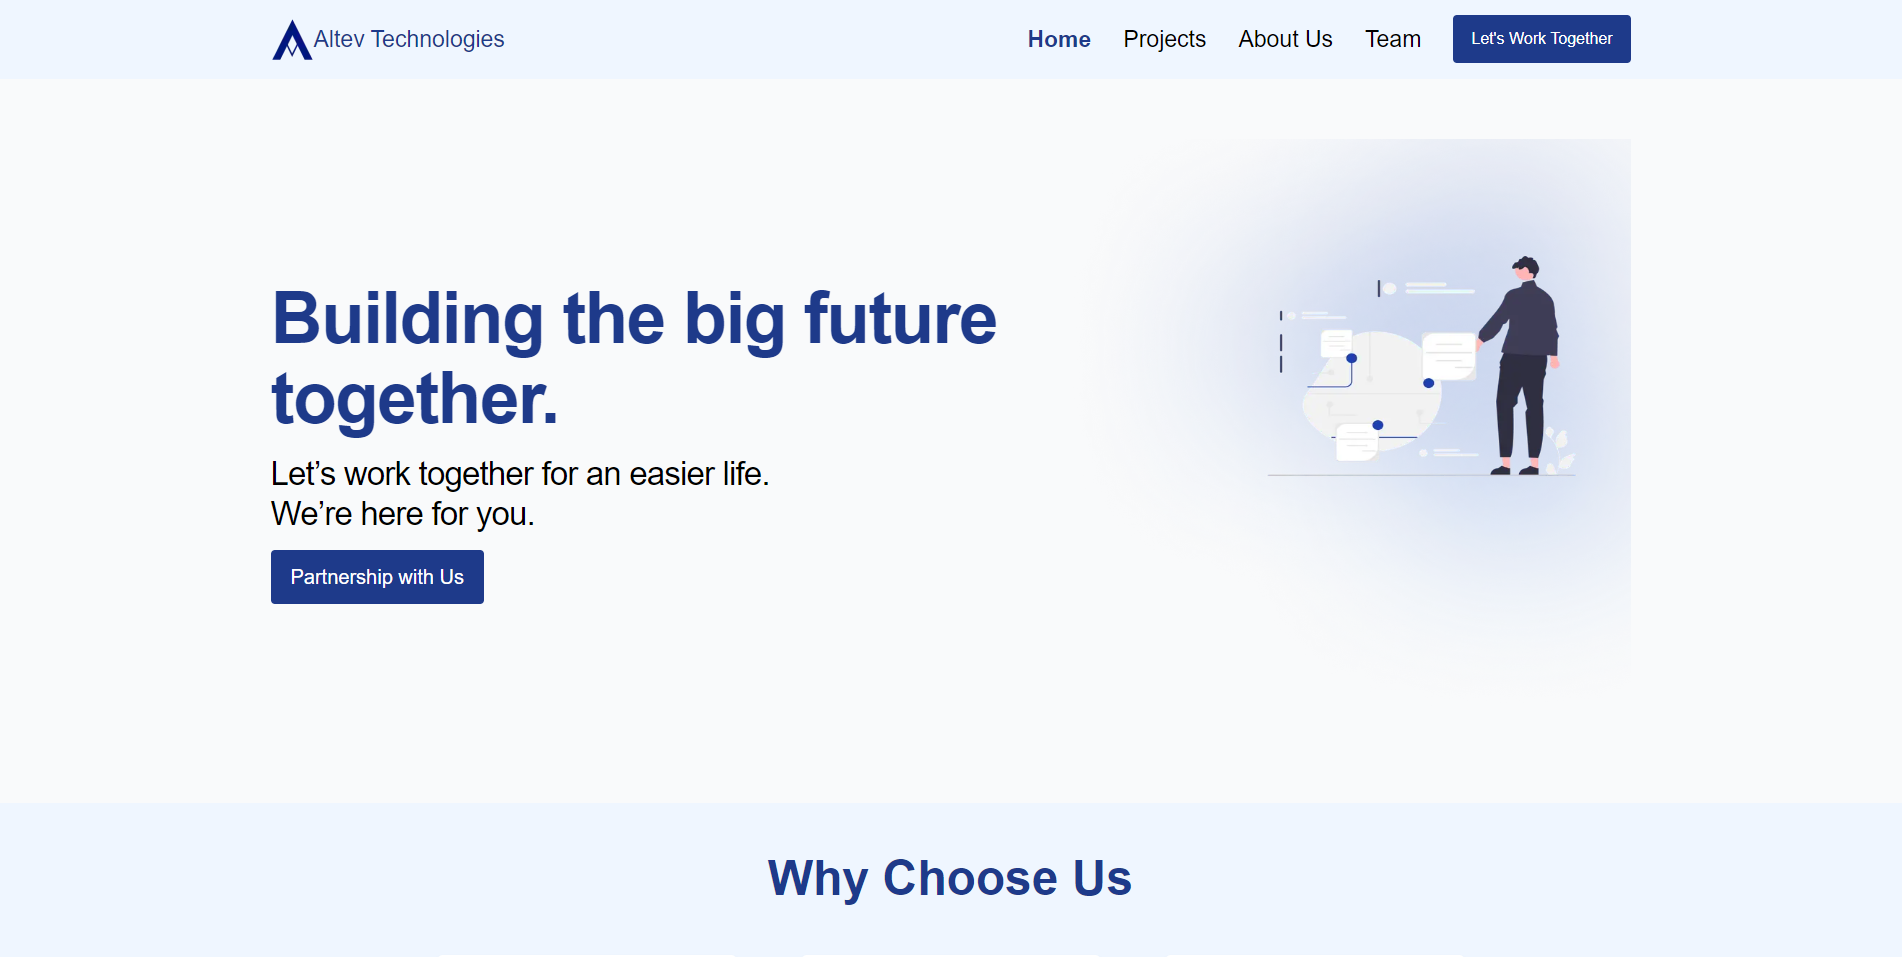 Altev Technologies
Home
Projects
About Us
Team
Let's Work Together
Building the big future
together.
Let’s work together for an easier life.
We’re here for you.
Partnership with Us
Why Choose Us